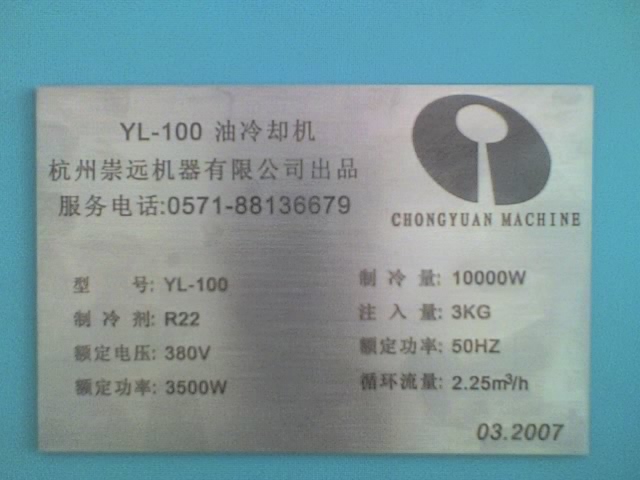 YL-100 油冷却机
杭州崇远机器有限公司出品
服务电话:0571-88136679
CHONGYUAN MACHINE
型 号: YL-100
制冷剂: R22
额定电压: 380V
额定功率: 3500W
制冷量: 10000W
注入量: 3KG
额定功率: 50HZ
循环流量: 2.25m³/h
03.2007